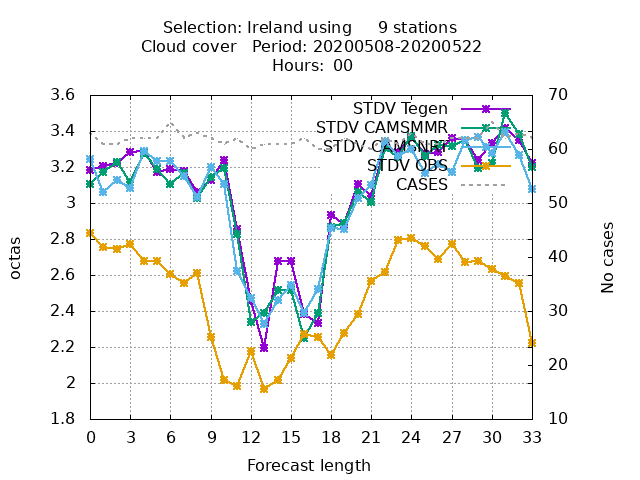 Selection: Ireland using     9 stations
Cloud cover   Period: 20200508-20200522
Hours:  00
octas
No cases
3.6
3.4
3.2
3
2.8
2.6
2.4
2.2
2
1.8
70
60
50
40
30
20
10
STDV Tegen
STDV CAMSMMR
STDV CAMSNRT
STDV OBS
CASES
0 3 6 9 12 15 18 21 24 27 30 33
Forecast length